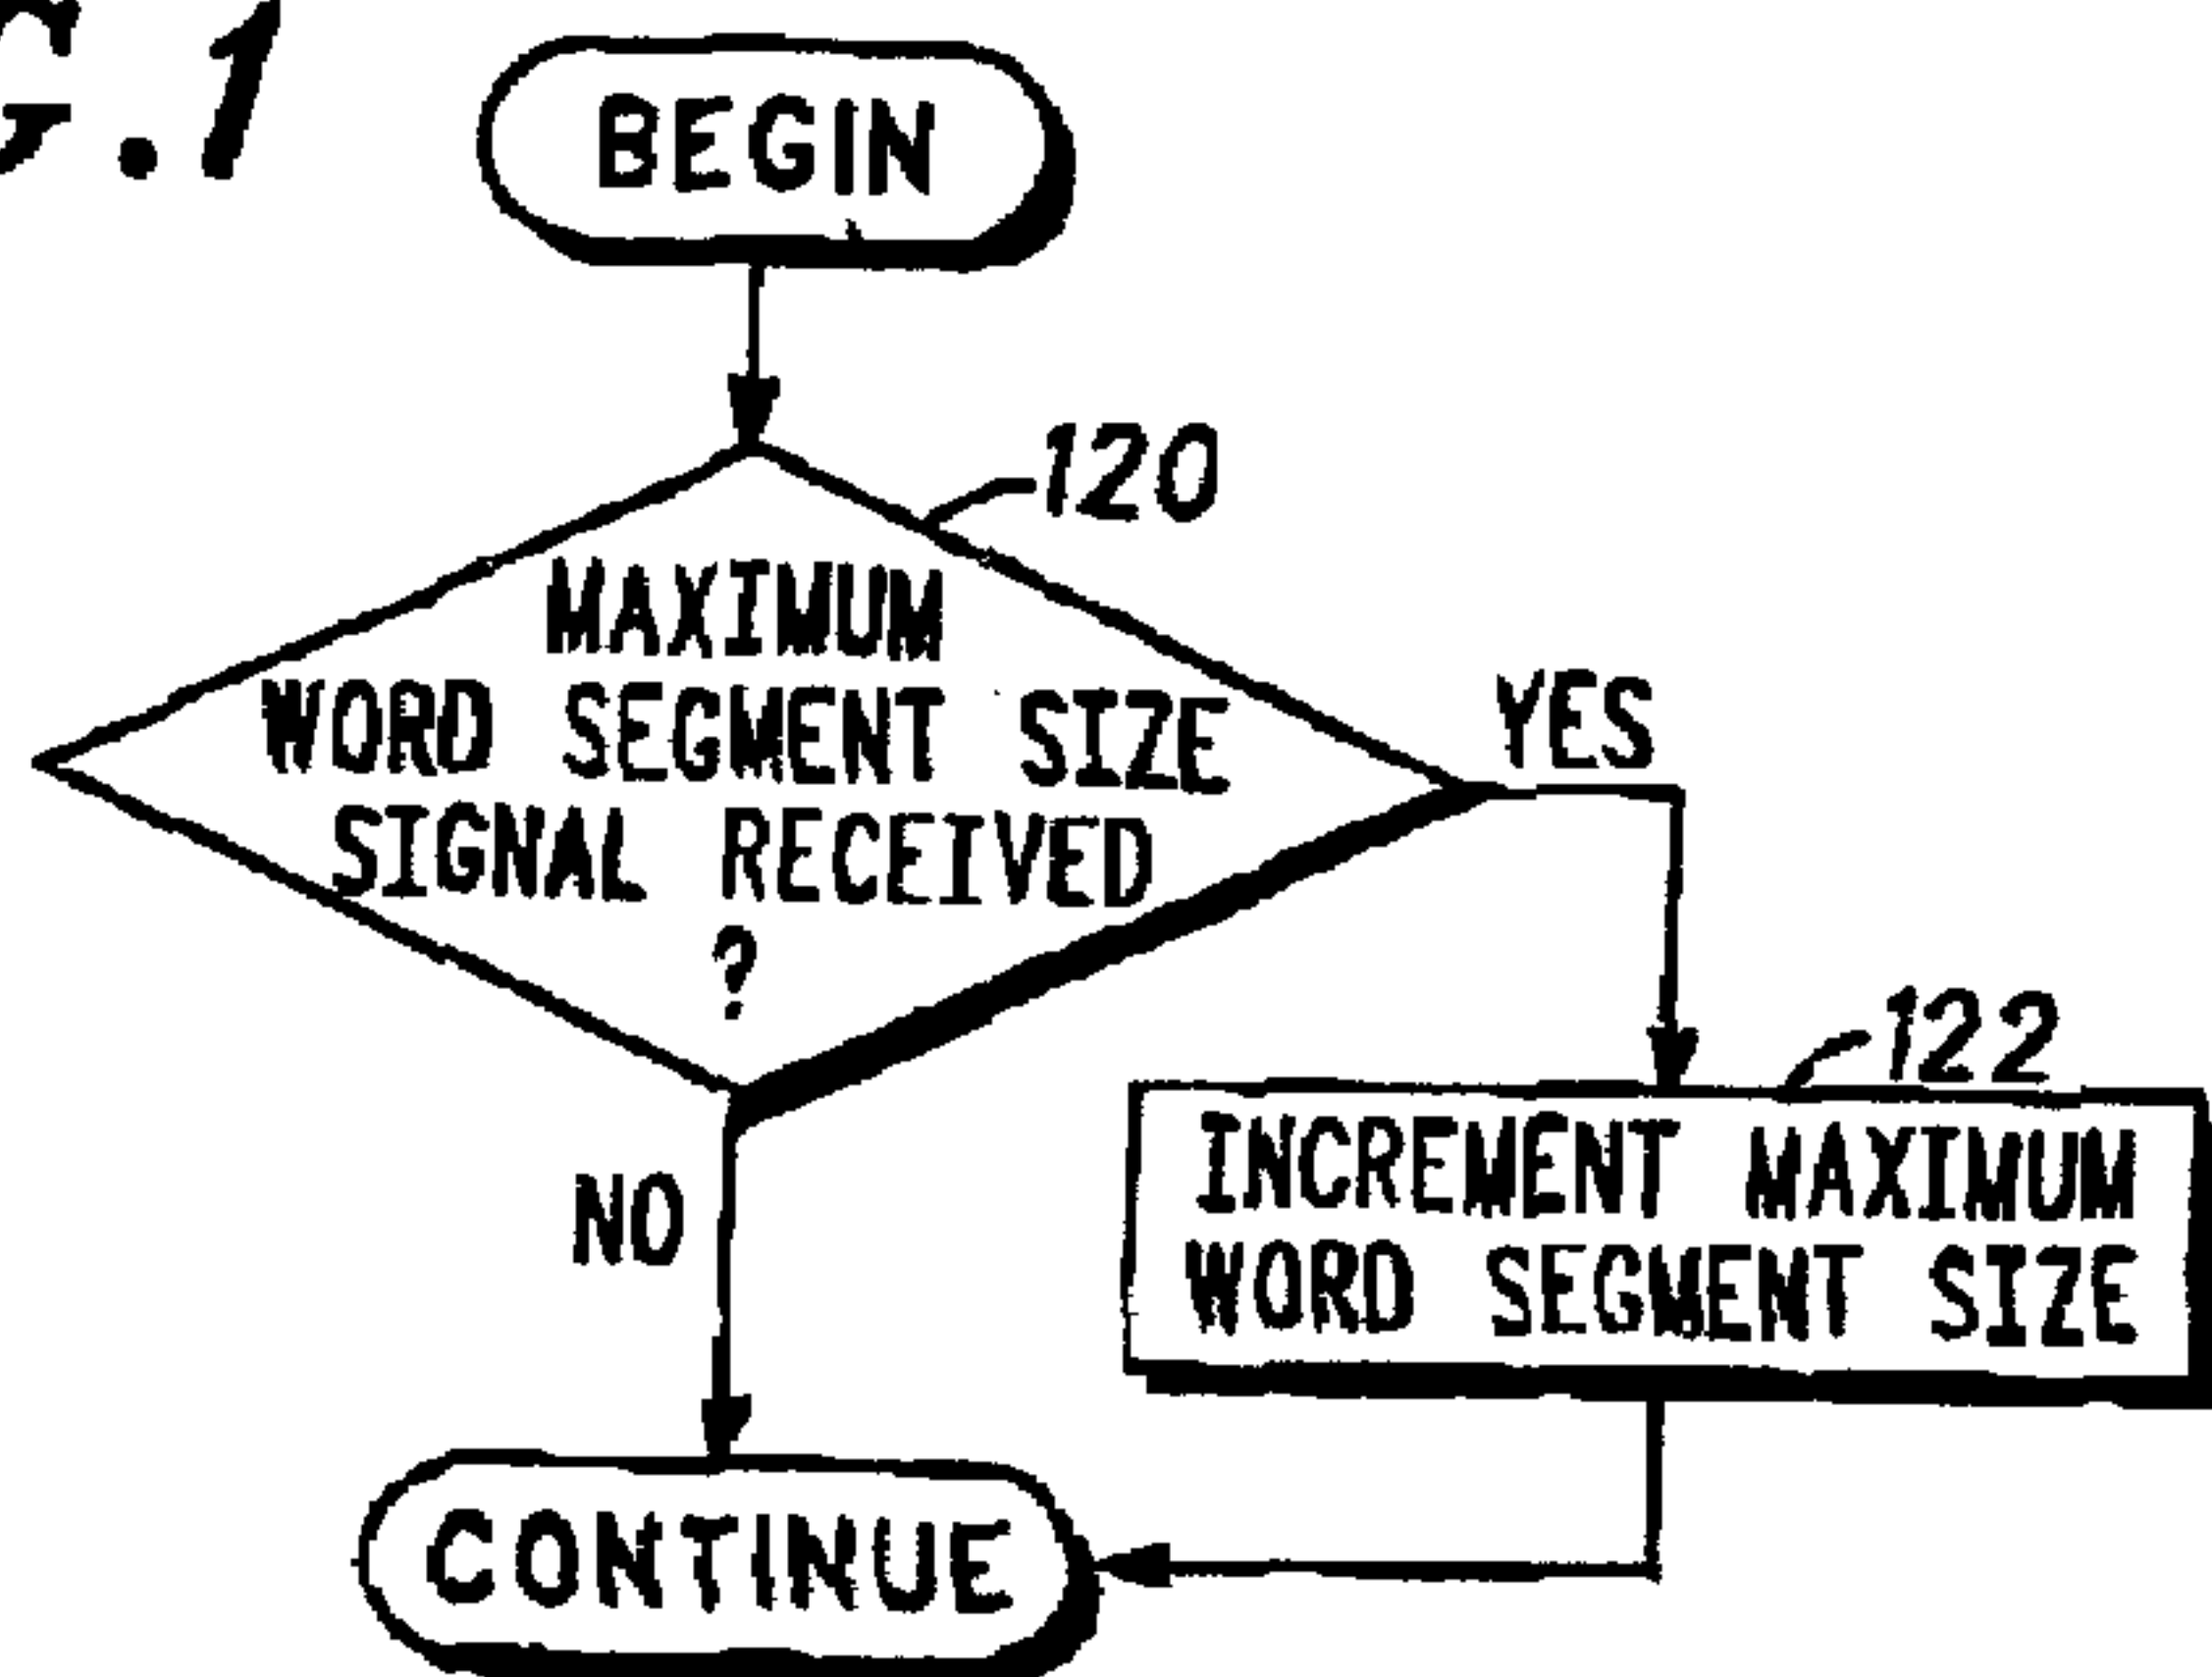 G.1
BEGIN
120
MAXIMUM
WORD SEGMENT SIZE
SIGNAL RECEIVED
?
YES
122
INCREMENT MAXIMUM
WORD SEGMENT SIZE
NO
CONTINUE